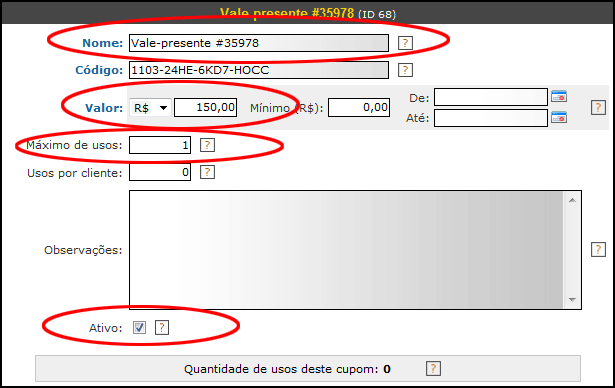 Vale-presente #35978 (ID 68)
Nome: Vale-presente #35978 ?
Código: 1103-24HE-6KD7-HOCC ?
Valor: R$ 150,00 Mínimo (R$): 0,00 De: ?
Até:
Máximo de usos: 1 ?
Usos por cliente: 0 ?
Observações: ?
Ativo: ?
Quantidade de usos deste cupom: 0 ?